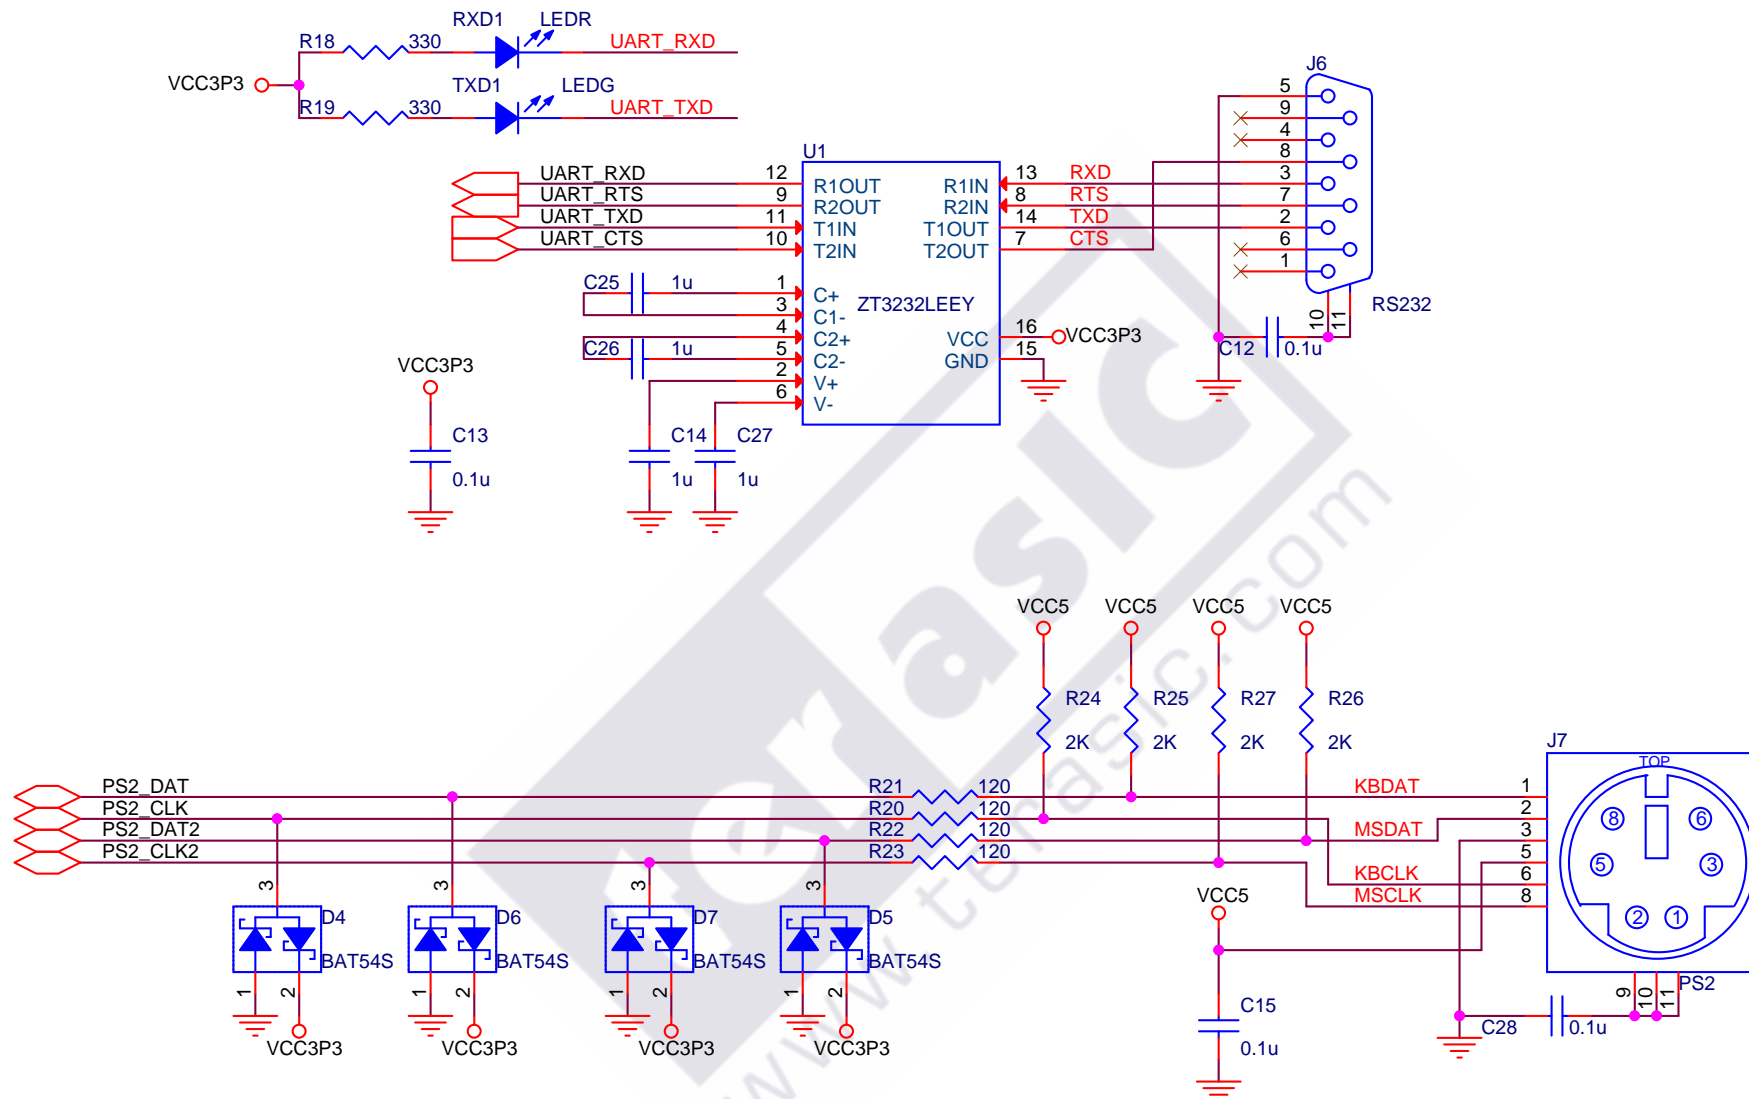 RXD1 LEDR
R18 330 UART_RXD
VCC3P3
TXD1 LEDG
R19 330 UART_TXD
J6
5
9
4
8
3
7
2
6
1
10
11
RS232
C12 0.1u
U1
UART_RXD 12 R1OUT
UART_RTS 9 R2OUT
UART_TXD 11 T1IN
UART_CTS 10 T2IN
R1IN 13 RXD
R2IN 8 RTS
T1OUT 14 TXD
T2OUT 7 CTS
C25 1u 1 C+
3 C1-
4 C2+
C26 1u 5 C2-
2 V+
6 V-
ZT3232LEEY
VCC 16 VCC3P3
GND 15
VCC3P3
C13
0.1u
C14
1u
C27
1u
VCC5 VCC5 VCC5 VCC5
R24 R25 R27 R26
2K 2K 2K 2K
PS2_DAT R21 120 KBDAT 1
PS2_CLK R20 120 2
PS2_DAT2 R22 120 MSDAT 3
PS2_CLK2 R23 120 5
KBCLK 6
MSCLK 8
J7
TOP
8 6
5 3
2 1
PS2
9
10
11
C28 0.1u
3 3 3 3
D4 D6 D7 D5
BAT54S BAT54S BAT54S BAT54S
1 2 1 2 1 2 1 2
VCC3P3 VCC3P3 VCC3P3 VCC3P3
VCC5
C15
0.1u
terasic
www.terasic.com